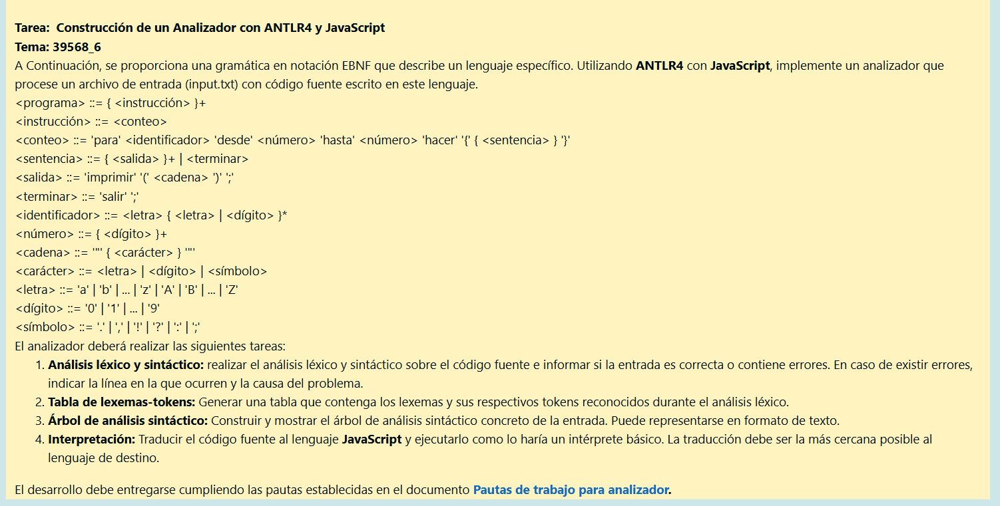 Tarea:  Construcción de un Analizador con ANTLR4 y JavaScript
Tema: 39568_6
A Continuación, se proporciona una gramática en notación EBNF que describe un lenguaje específico. Utilizando ANTLR4 con JavaScript, implemente un analizador que
procese un archivo de entrada (input.txt) con código fuente escrito en este lenguaje.
<programa> ::= { <instrucción> }+
<instrucción> ::= <conteo>
<conteo> ::= 'para' <identificador> 'desde' <número> 'hasta' <número> 'hacer' '{' { <sentencia> } '}'
<sentencia> ::= { <salida> }+ | <terminar>
<salida> ::= 'imprimir' '(' <cadena> ')' ';'
<terminar> ::= 'salir' ';'
<identificador> ::= <letra> { <letra> | <dígito> }*
<número> ::= { <dígito> }+
<cadena> ::= '"' { <carácter> } '"'
<carácter> ::= <letra> | <dígito> | <símbolo>
<letra> ::= 'a' | 'b' | ... | 'z' | 'A' | 'B' | ... | 'Z'
<dígito> ::= '0' | '1' | ... | '9'
<símbolo> ::= '.' | ',' | '!' | '?' | ':' | ';'
El analizador deberá realizar las siguientes tareas:
1. Análisis léxico y sintáctico: realizar el análisis léxico y sintáctico sobre el código fuente e informar si la entrada es correcta o contiene errores. En caso de existir errores,
indicar la línea en la que ocurren y la causa del problema.
2. Tabla de lexemas-tokens: Generar una tabla que contenga los lexemas y sus respectivos tokens reconocidos durante el análisis léxico.
3. Árbol de análisis sintáctico: Construir y mostrar el árbol de análisis sintáctico concreto de la entrada. Puede representarse en formato de texto.
4. Interpretación: Traducir el código fuente al lenguaje JavaScript y ejecutarlo como lo haría un intérprete básico. La traducción debe ser la más cercana posible al
lenguaje de destino.
El desarrollo debe entregarse cumpliendo las pautas establecidas en el documento Pautas de trabajo para analizador.